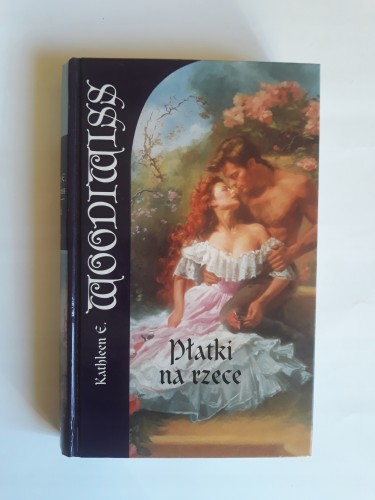 Kathleen E.
WOODIWISS
Płatki
na rzece